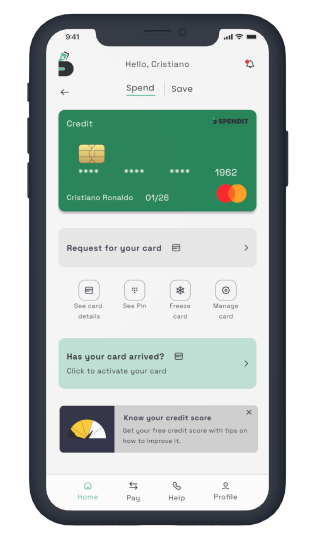 9:41
Hello, Cristiano
Spend Save
Credit
SPENDIT
**** **** **** 1962
Cristiano Ronaldo 01/26
Request for your card
See card details
See Pin
Freeze card
Manage card
Has your card arrived?
Click to activate your card
Know your credit score
Get your free credit score with tips on
how to improve it.
Home Pay Help Profile